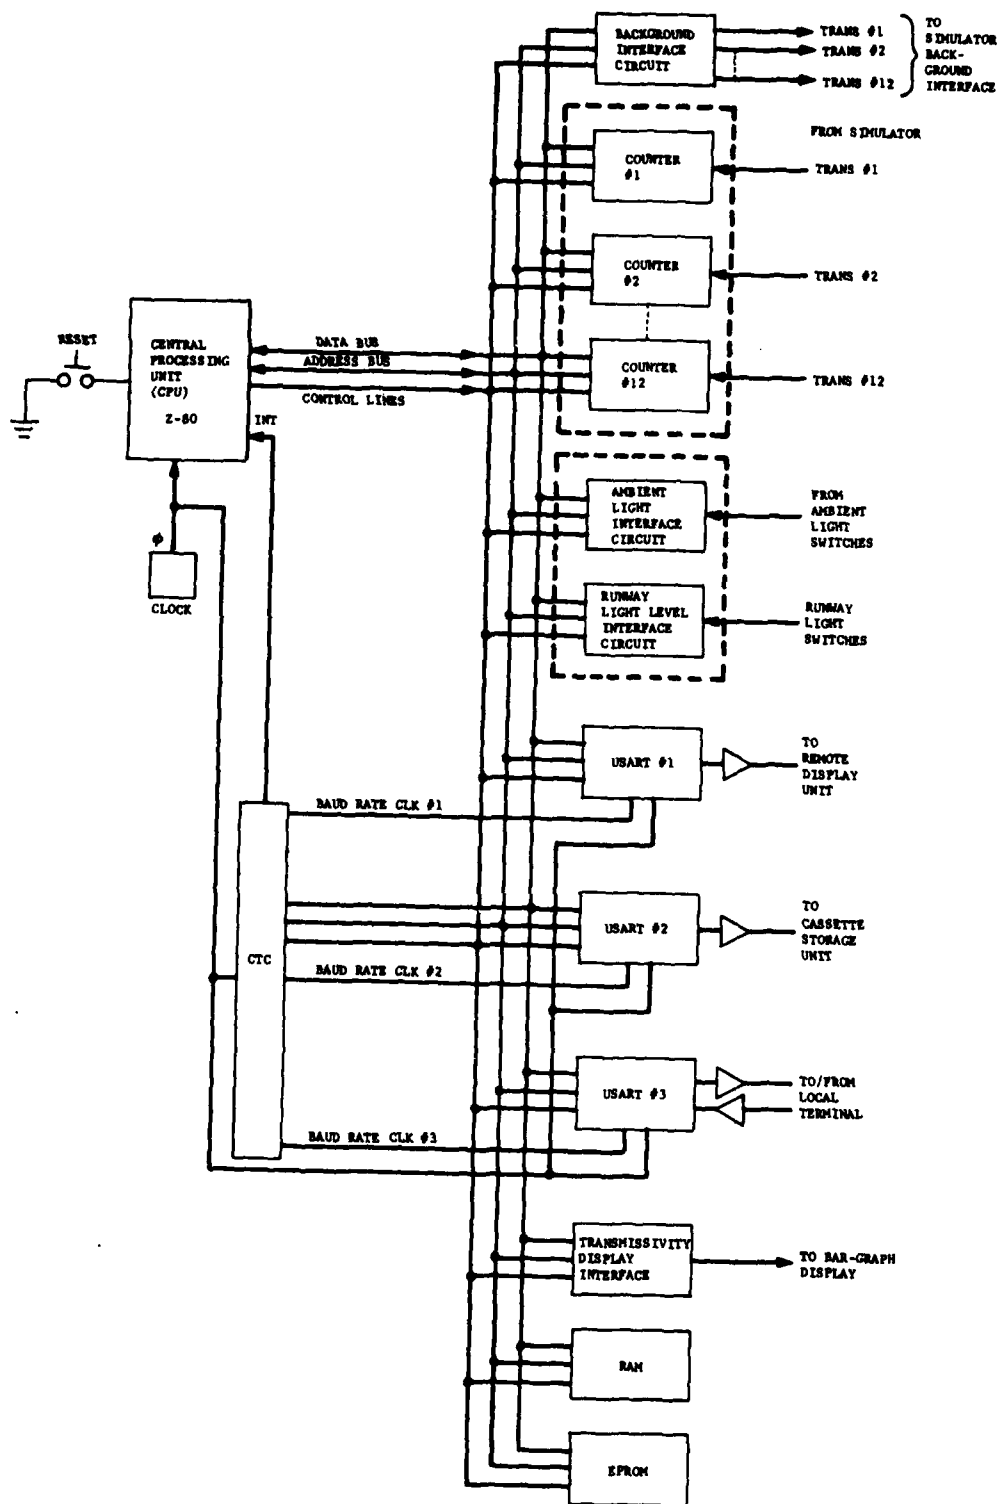 BACKGROUND
INTERFACE
CIRCUIT
TRANS #1
TRANS #2
TRANS #12
TO
SIMULATOR
BACK-
GROUND
INTERFACE
FROM SIMULATOR
COUNTER
#1
TRANS #1
COUNTER
#2
TRANS #2
COUNTER
#12
TRANS #12
RESET
CENTRAL
PROCESSING
UNIT
(CPU)
Z-80
INT
DATA BUS
ADDRESS BUS
CONTROL LINES
φ
CLOCK
AMBIENT
LIGHT
INTERFACE
CIRCUIT
FROM
AMBIENT
LIGHT
SWITCHES
RUNWAY
LIGHT LEVEL
INTERFACE
CIRCUIT
RUNWAY
LIGHT
SWITCHES
USART #1
TO
REMOTE
DISPLAY
UNIT
BAUD RATE CLK #1
CTC
USART #2
TO
CASSETTE
STORAGE
UNIT
BAUD RATE CLK #2
USART #3
TO/FROM
LOCAL
TERMINAL
BAUD RATE CLK #3
TRANSMISSIVITY
DISPLAY
INTERFACE
TO BAR-GRAPH
DISPLAY
RAM
EPROM